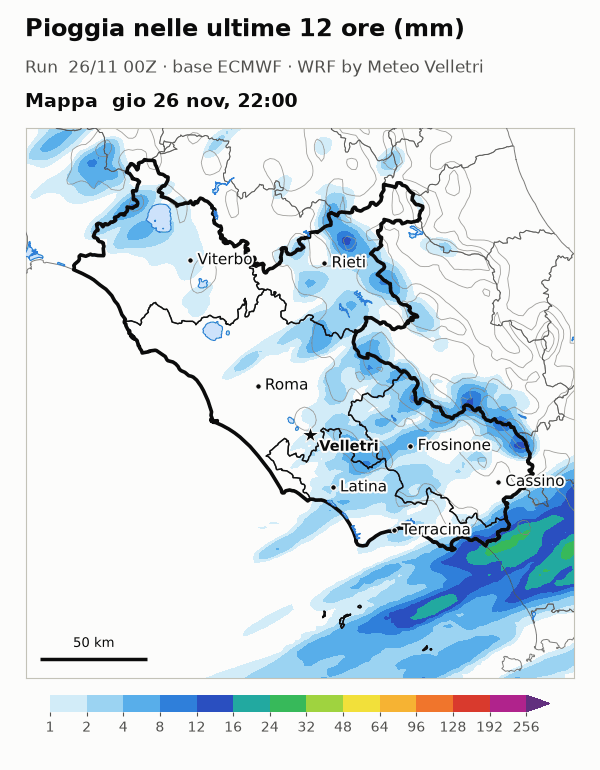 Pioggia nelle ultime 12 ore (mm)
Run  26/11 00Z · base ECMWF · WRF by Meteo Velletri
Mappa  gio 26 nov, 22:00
Viterbo
Rieti
Roma
Velletri
Frosinone
Latina
Cassino
Terracina
50 km
1 2 4 8 12 16 24 32 48 64 96 128 192 256